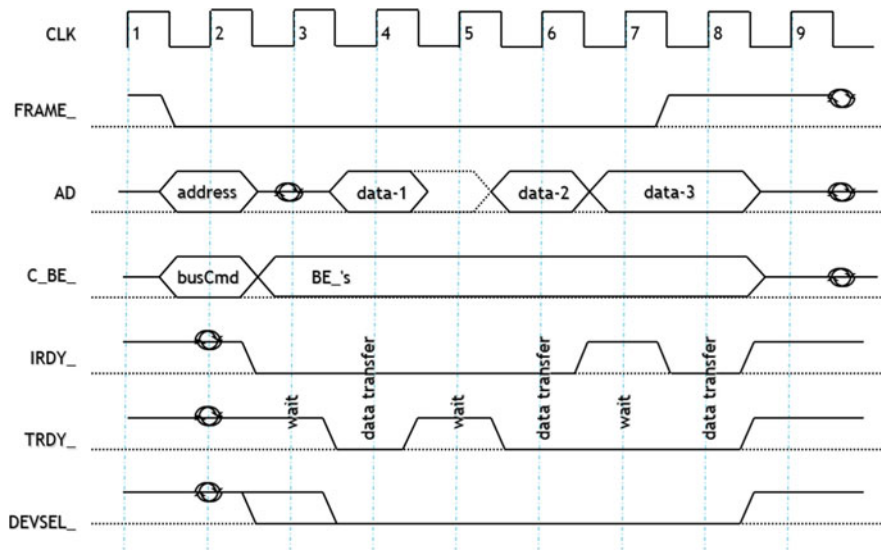 CLK 1 2 3 4 5 6 7 8 9
FRAME_
AD address data-1 data-2 data-3
C_BE_ busCmd BE_'s
IRDY_
wait data transfer wait data transfer wait data transfer
TRDY_
DEVSEL_